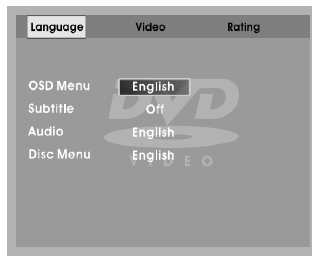 Language Video Rating
OSD Menu English
Subtitle Off
Audio English
Disc Menu English
DVD
VIDEO